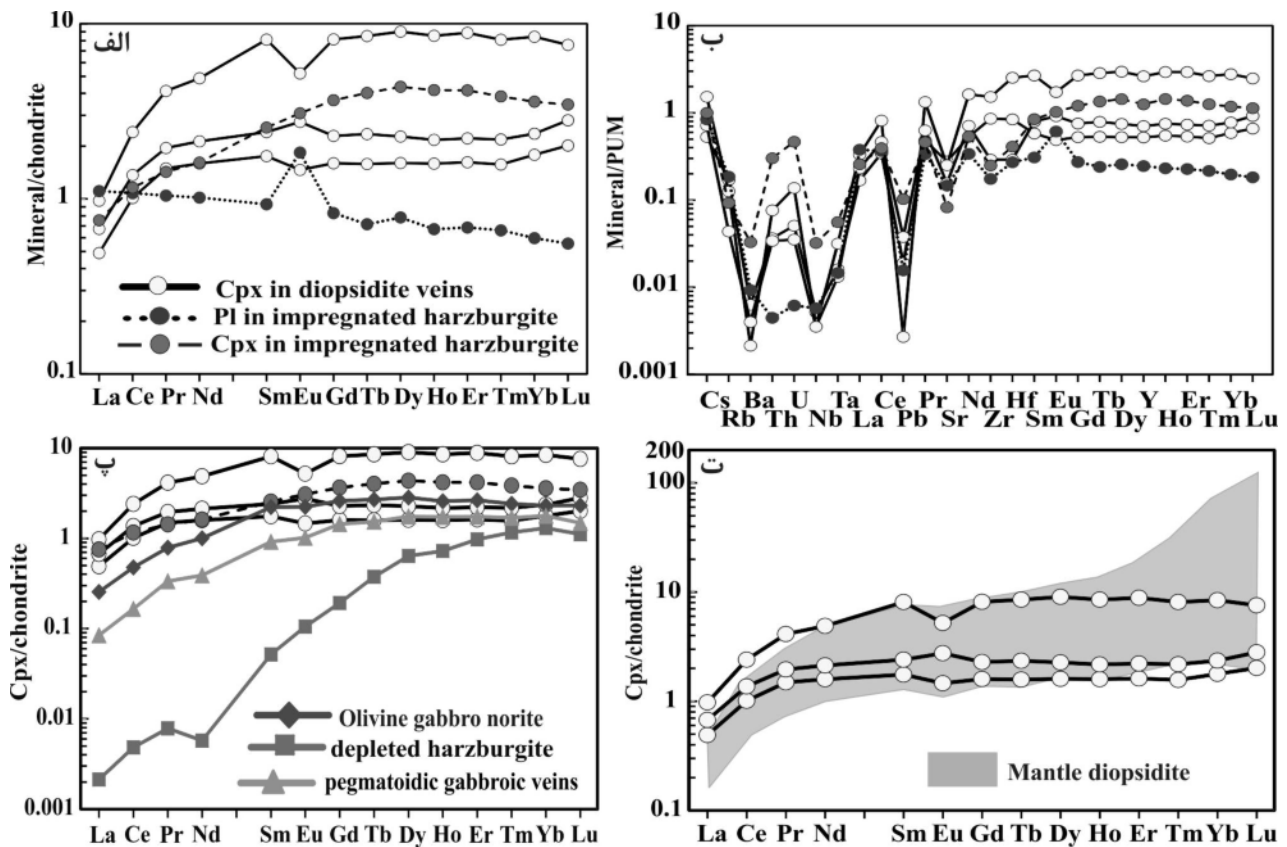 الف
Mineral/chondrite
10
1
0.1
Cpx in diopsidite veins
Pl in impregnated harzburgite
Cpx in impregnated harzburgite
La Ce Pr Nd Sm Eu Gd Tb Dy Ho Er Tm Yb Lu
ب
Mineral/PUM
10
1
0.1
0.01
0.001
Cs Ba U Ta Ce Pr Nd Hf Eu Tb Y Er Yb
Rb Th Nb La Pb Sr Zr Sm Gd Dy Ho Tm Lu
پ
Cpx/chondrite
10
1
0.1
0.01
0.001
Olivine gabbro norite
depleted harzburgite
pegmatoidic gabbroic veins
La Ce Pr Nd Sm Eu Gd Tb Dy Ho Er Tm Yb Lu
ت
Cpx/chondrite
200
100
10
1
0.1
Mantle diopsidite
La Ce Pr Nd Sm Eu Gd Tb Dy Ho Er Tm Yb Lu